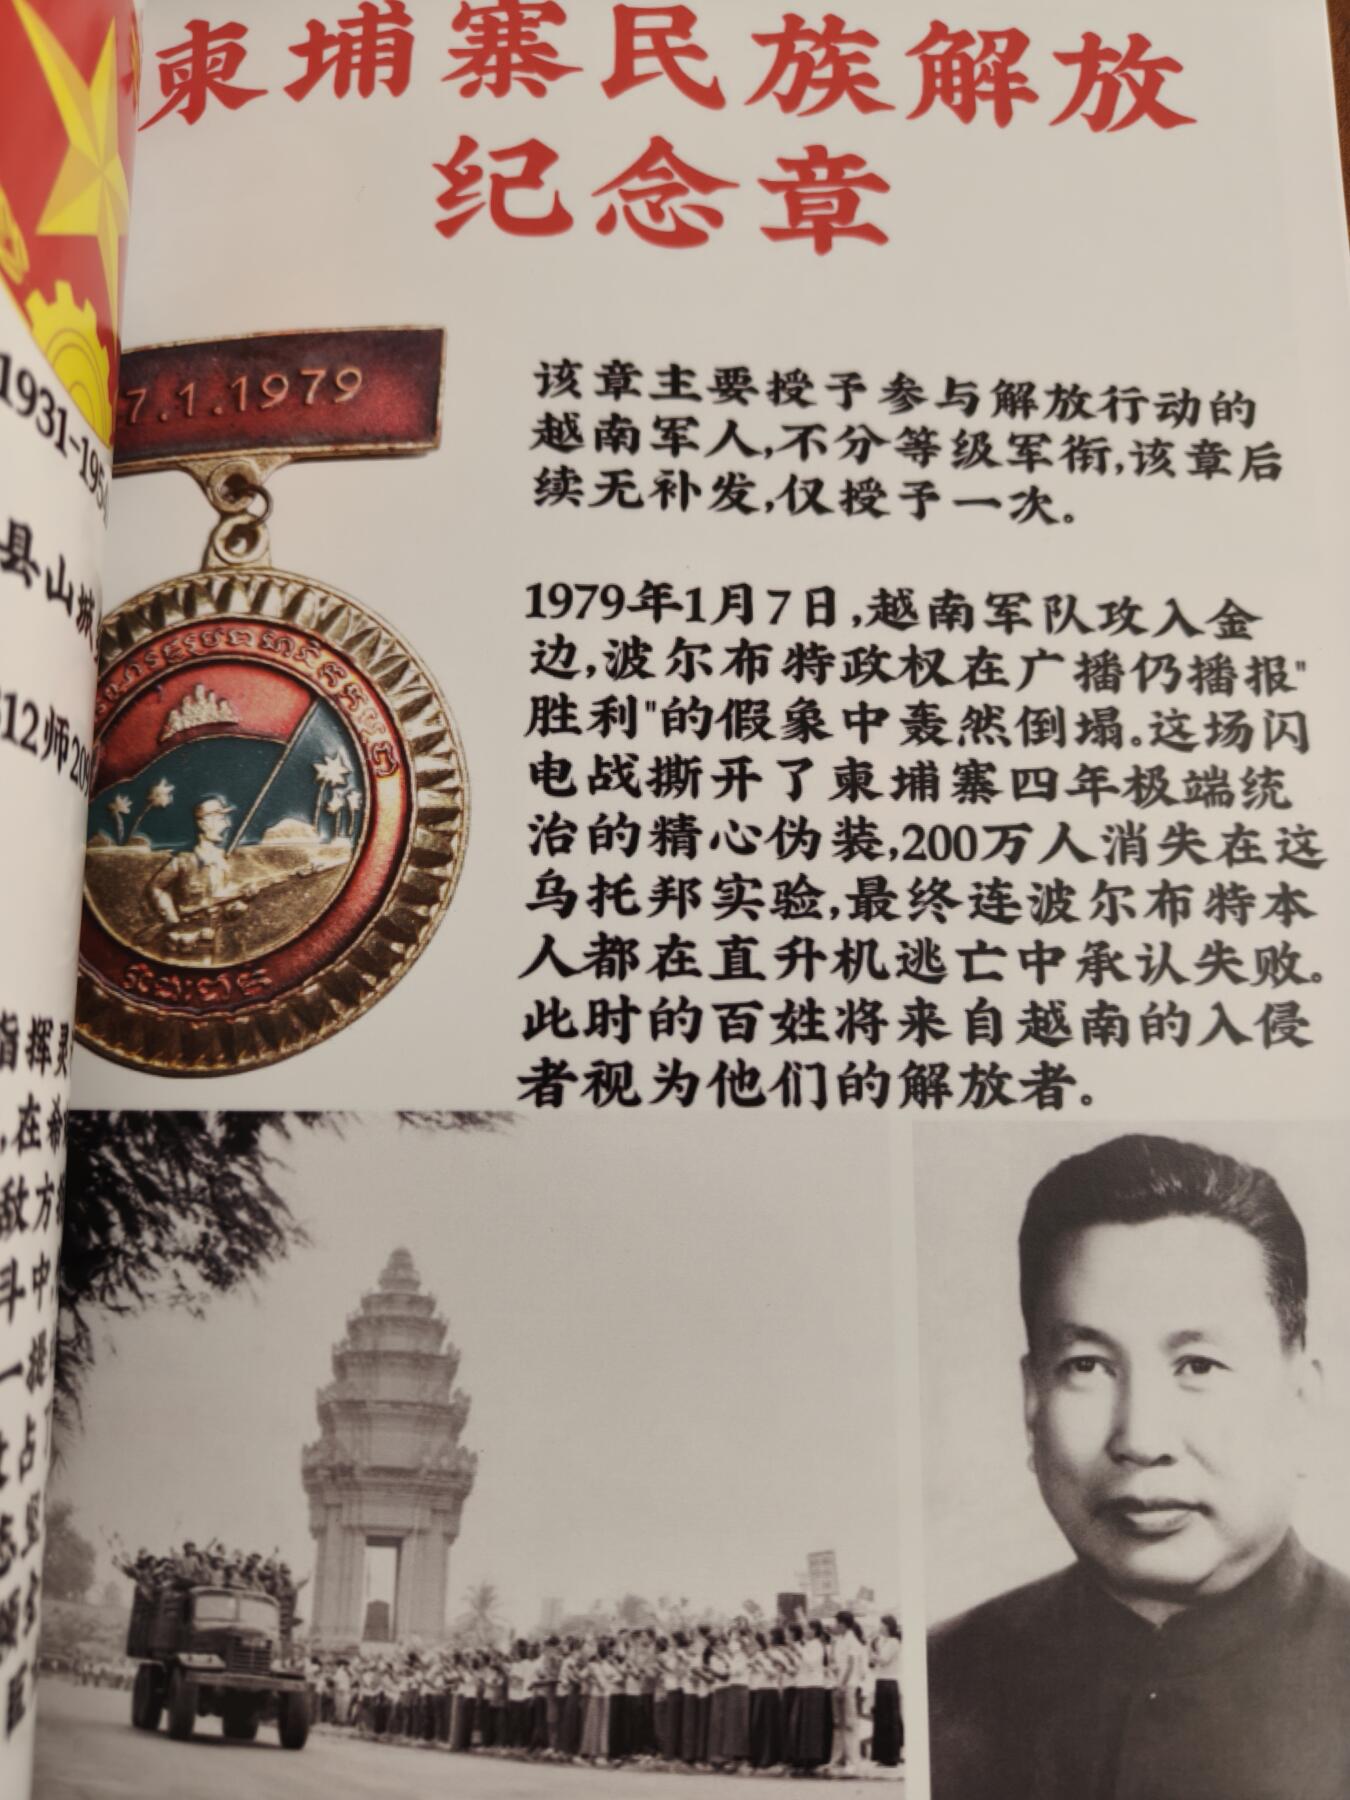 柬埔寨民族解放
纪念章
7.1.1979
该章主要授予参与解放行动的
越南军人,不分等级军衔,该章后
续无补发,仅授予一次。
1979年1月7日,越南军队攻入金
边,波尔布特政权在广播仍播报"
胜利"的假象中轰然倒塌。这场闪
电战撕开了柬埔寨四年极端统
治的精心伪装,200万人消失在这
乌托邦实验,最终连波尔布特本
人都在直升机逃亡中承认失败。
此时的百姓将来自越南的入侵
者视为他们的解放者。
1931-195
县山城
312师209
指挥灵
,在希
敌方
斗中
一提
占